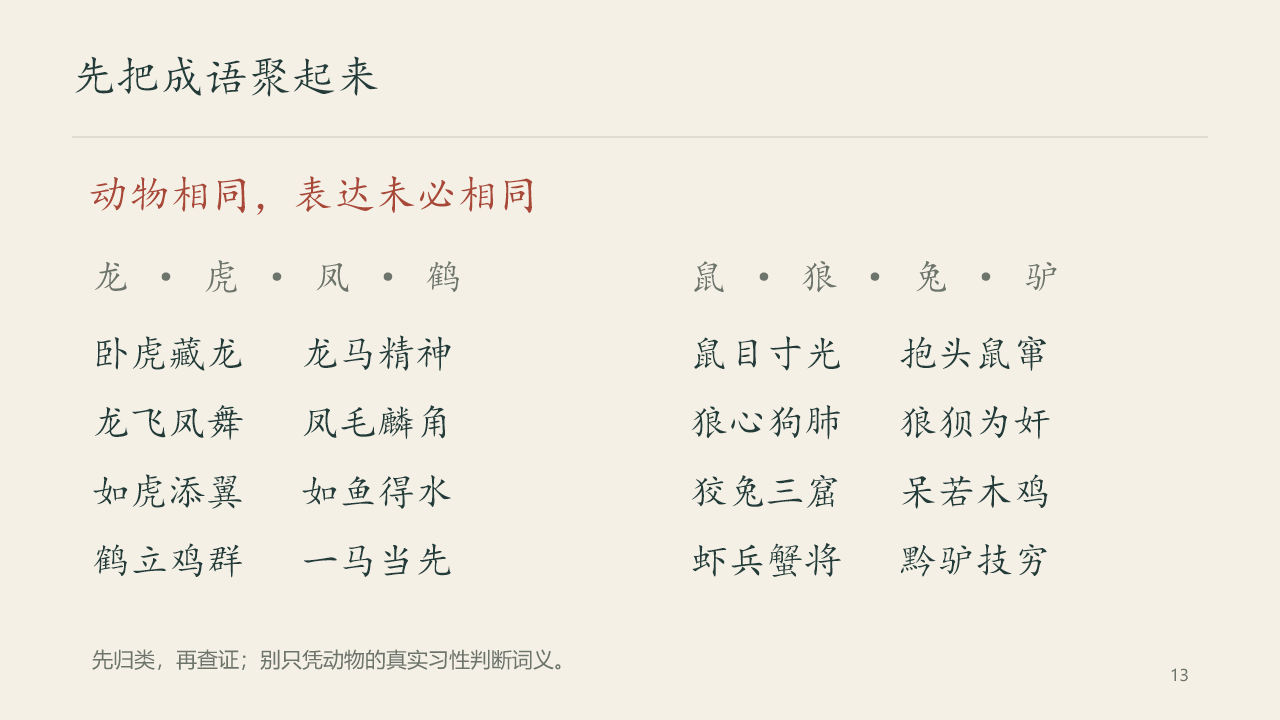 先把成语聚起来
动物相同，表达未必相同
龙 • 虎 • 凤 • 鹤
卧虎藏龙 龙马精神
龙飞凤舞 凤毛麟角
如虎添翼 如鱼得水
鹤立鸡群 一马当先
鼠 • 狼 • 兔 • 驴
鼠目寸光 抱头鼠窜
狼心狗肺 狼狈为奸
狡兔三窟 呆若木鸡
虾兵蟹将 黔驴技穷
先归类，再查证；别只凭动物的真实习性判断词义。
13